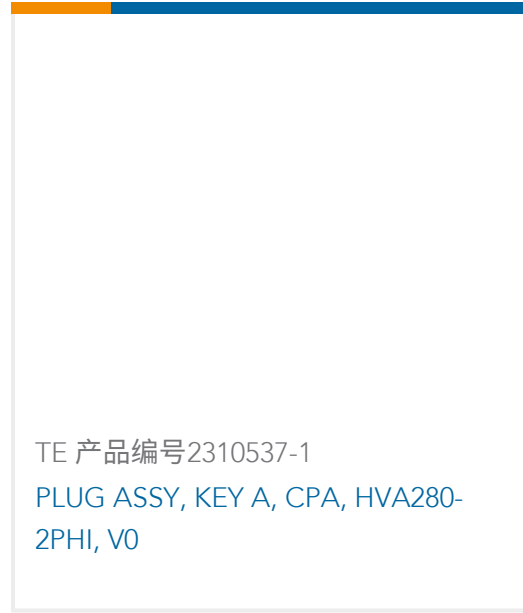 TE 产品编号2310537-1
PLUG ASSY, KEY A, CPA, HVA280-
2PHI, V0